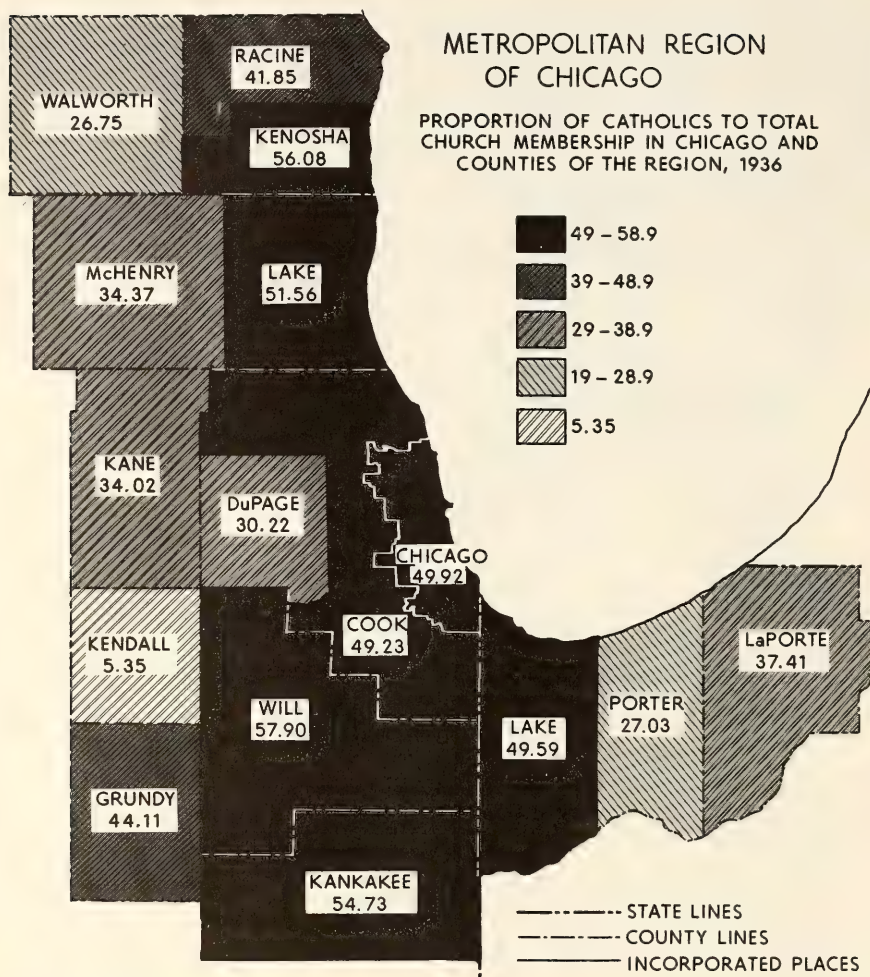 METROPOLITAN REGION
OF CHICAGO
PROPORTION OF CATHOLICS TO TOTAL
CHURCH MEMBERSHIP IN CHICAGO AND
COUNTIES OF THE REGION, 1936
49 – 58.9
39 – 48.9
29 – 38.9
19 – 28.9
5.35
RACINE
41.85
WALWORTH
26.75
KENOSHA
56.08
McHENRY
34.37
LAKE
51.56
KANE
34.02
DuPAGE
30.22
CHICAGO
49.92
COOK
49.23
KENDALL
5.35
LaPORTE
37.41
WILL
57.90
LAKE
49.59
PORTER
27.03
GRUNDY
44.11
KANKAKEE
54.73
STATE LINES
COUNTY LINES
INCORPORATED PLACES